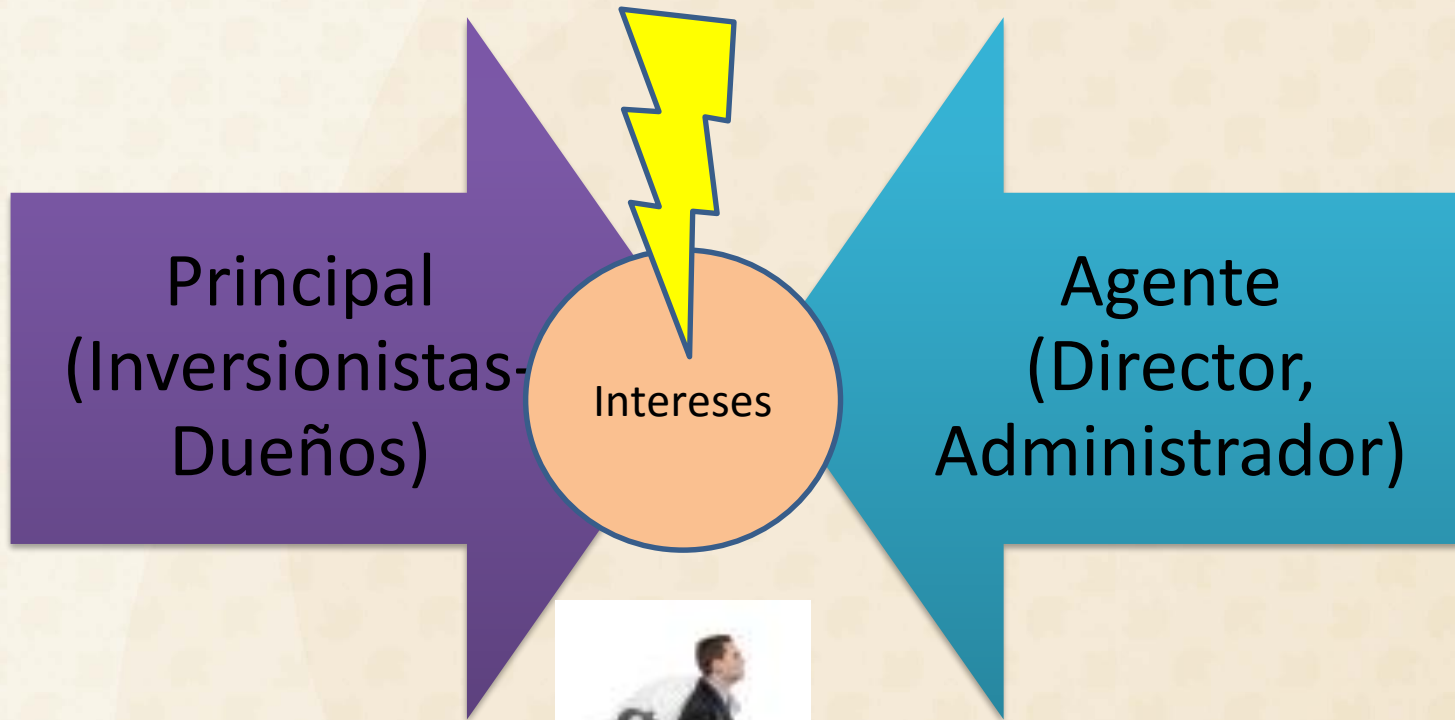 Principal
(Inversionistas-
Dueños)
Intereses
Agente
(Director,
Administrador)